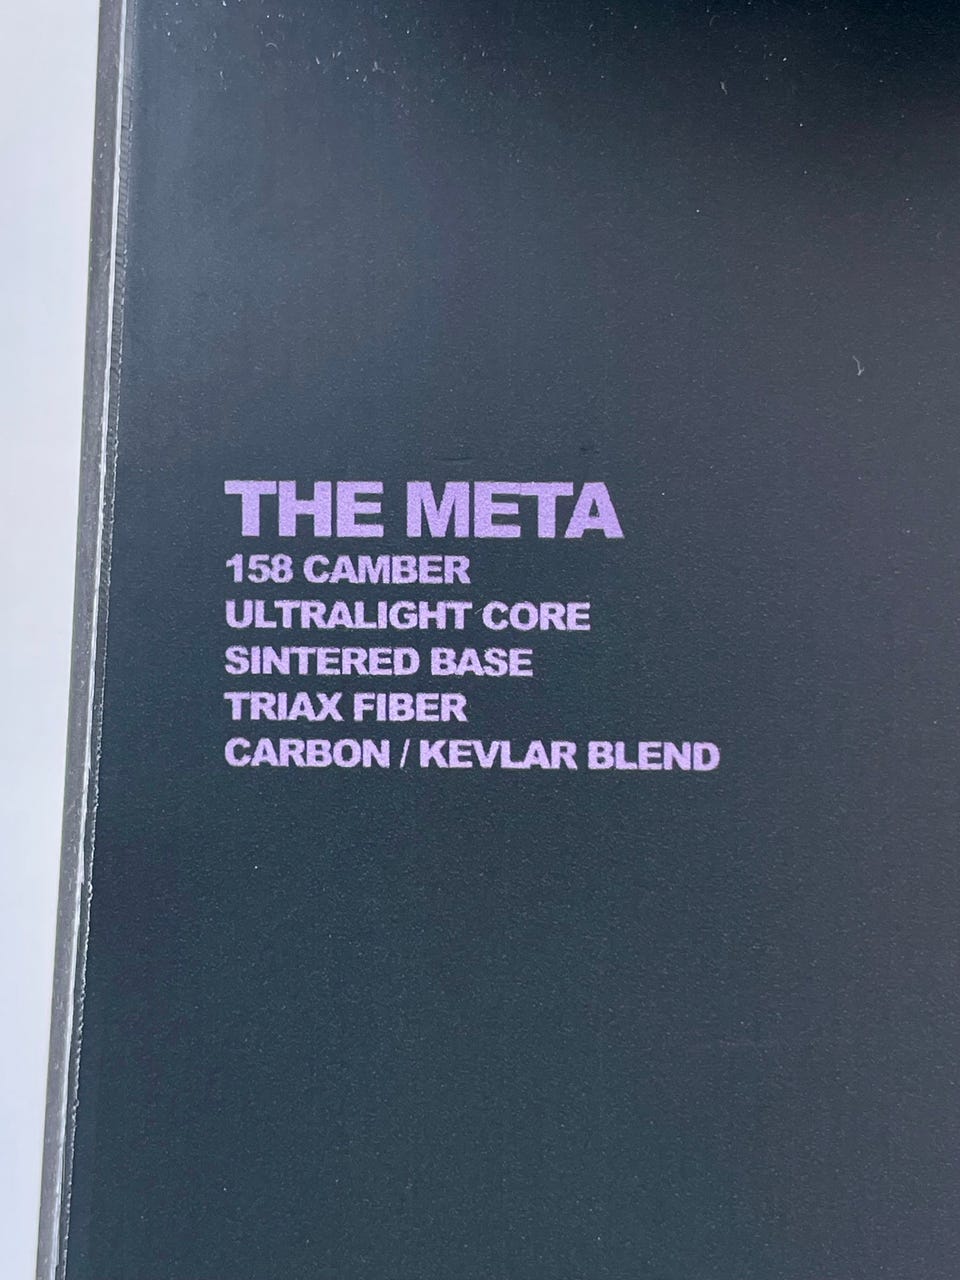 THE META
158 CAMBER
ULTRALIGHT CORE
SINTERED BASE
TRIAX FIBER
CARBON / KEVLAR BLEND